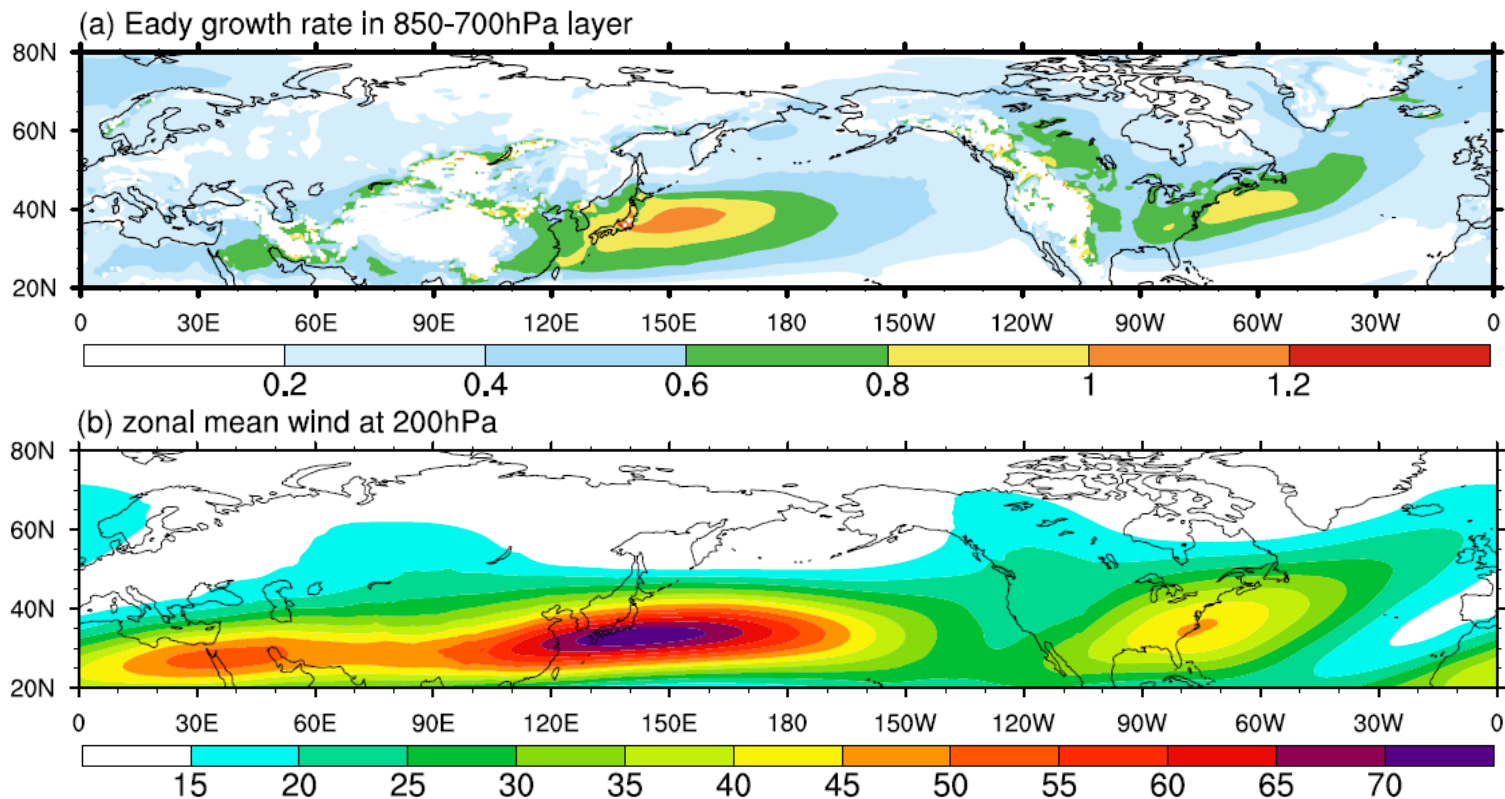 (a) Eady growth rate in 850-700hPa layer
80N
60N
40N
20N
0 30E 60E 90E 120E 150E 180 150W 120W 90W 60W 30W 0
0.2 0.4 0.6 0.8 1 1.2
(b) zonal mean wind at 200hPa
80N
60N
40N
20N
0 30E 60E 90E 120E 150E 180 150W 120W 90W 60W 30W 0
15 20 25 30 35 40 45 50 55 60 65 70